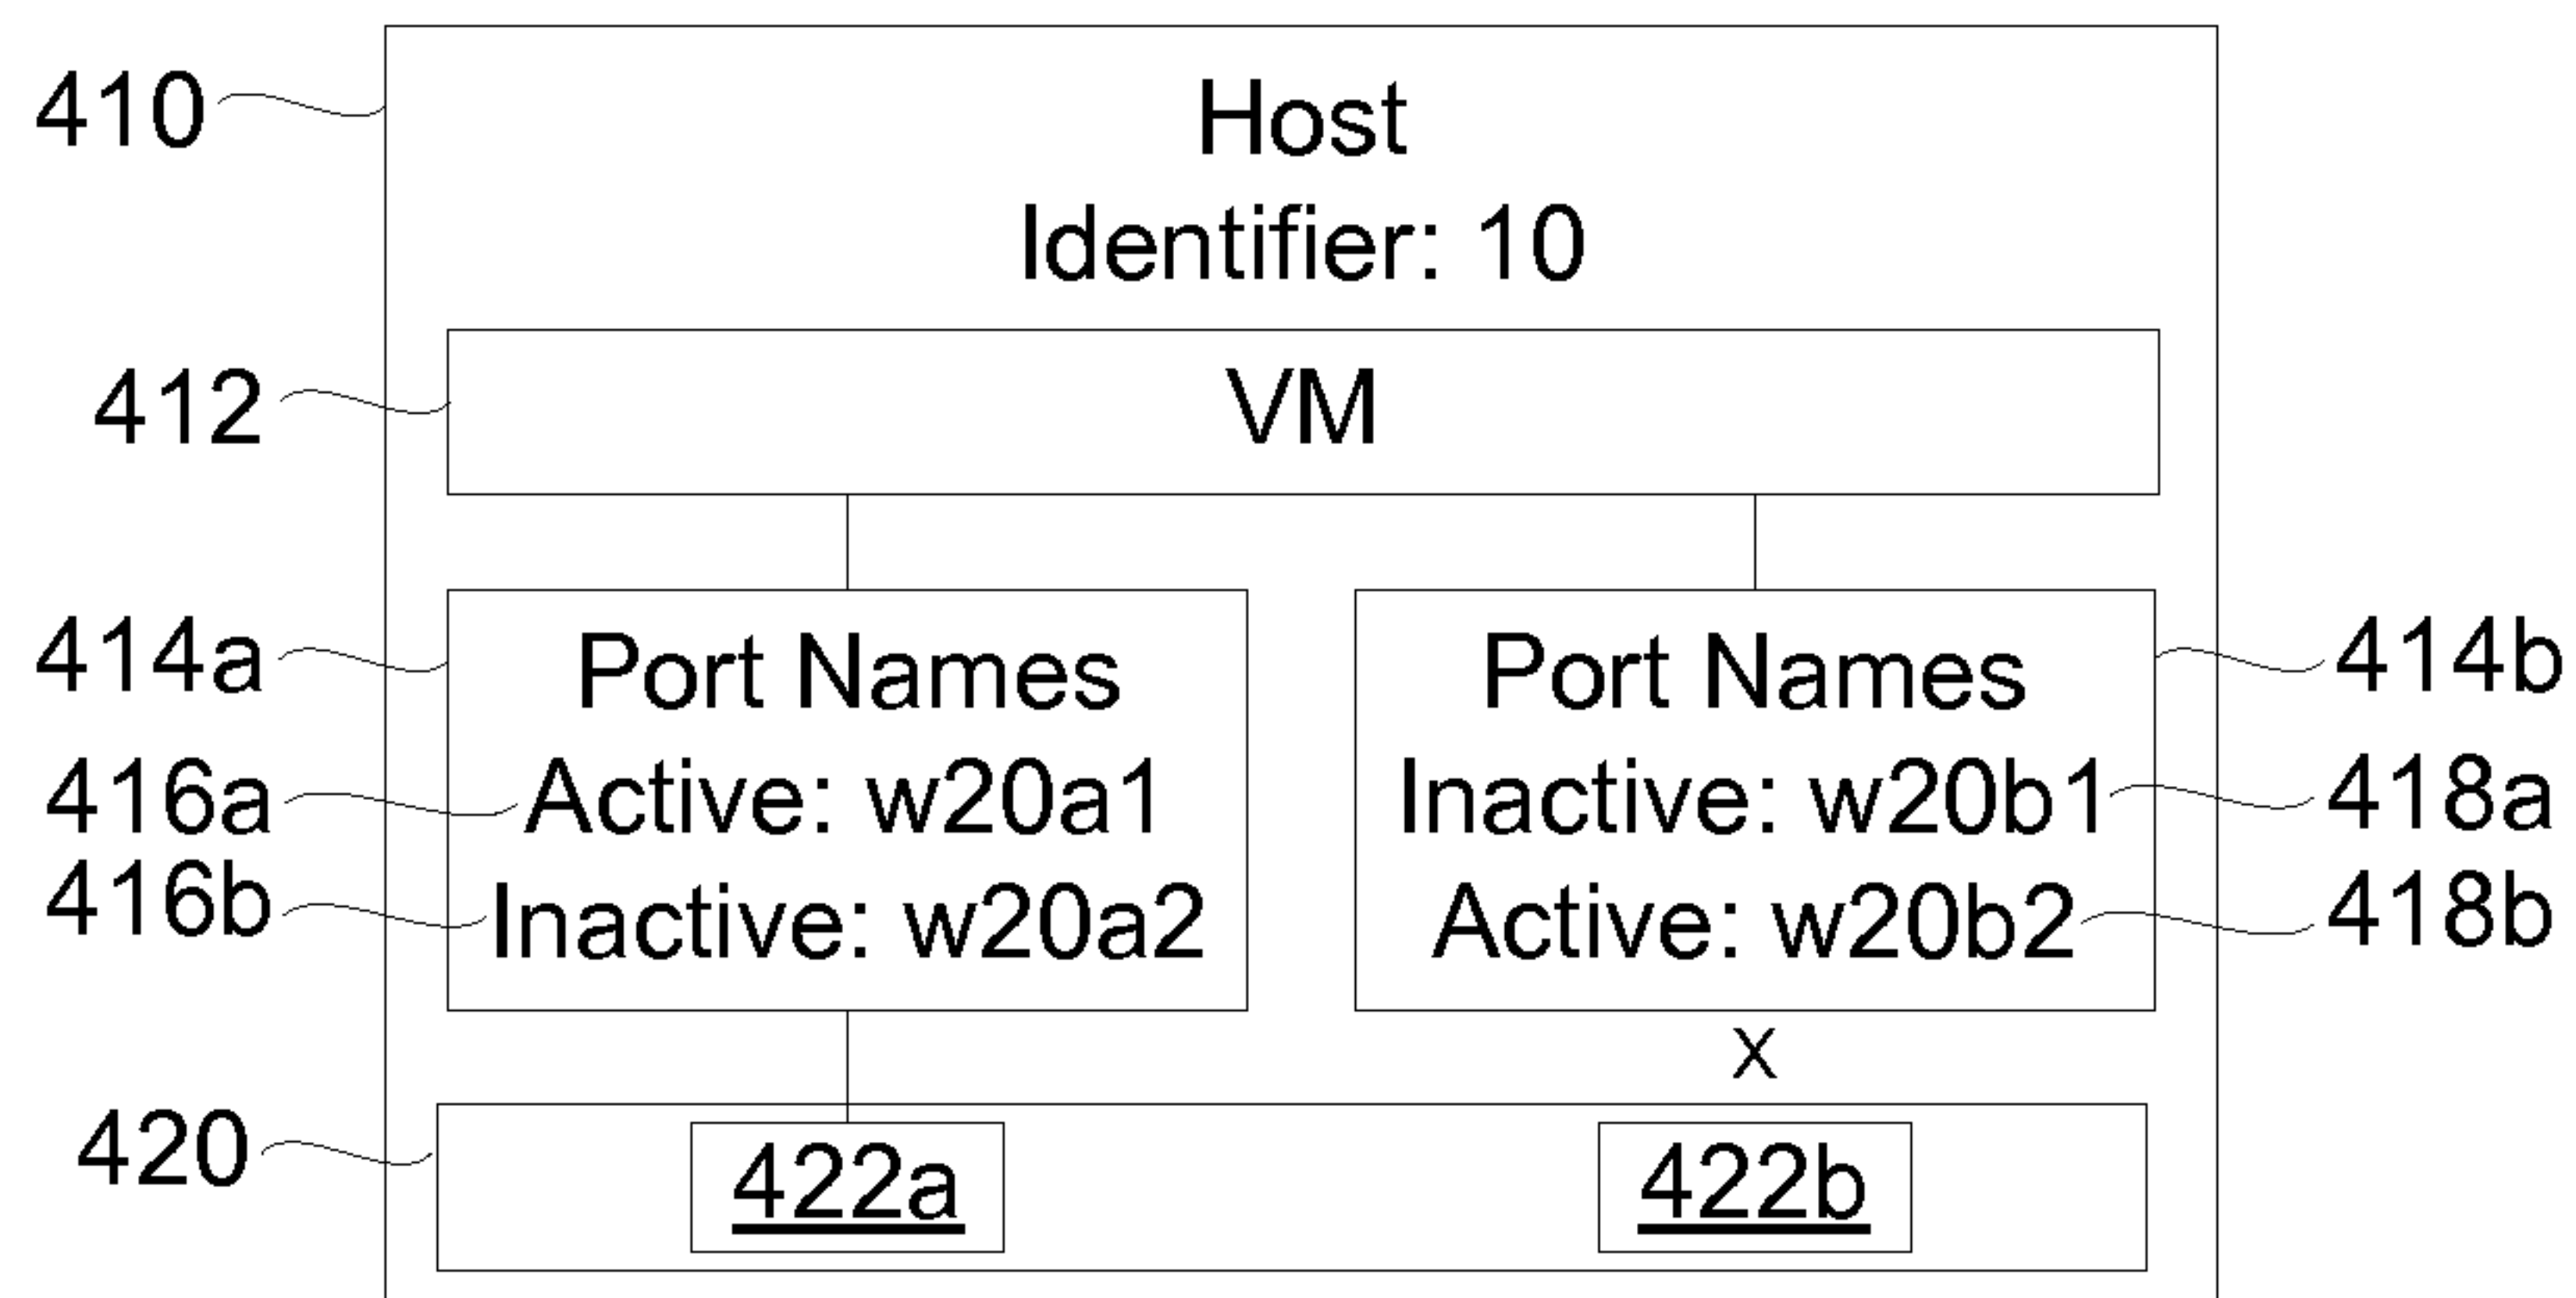 410
Host
Identifier: 10
412
VM
414a
Port Names
Port Names
414b
416a
Active: w20a1
Inactive: w20b1
418a
416b
Inactive: w20a2
Active: w20b2
418b
X
420
422a
422b